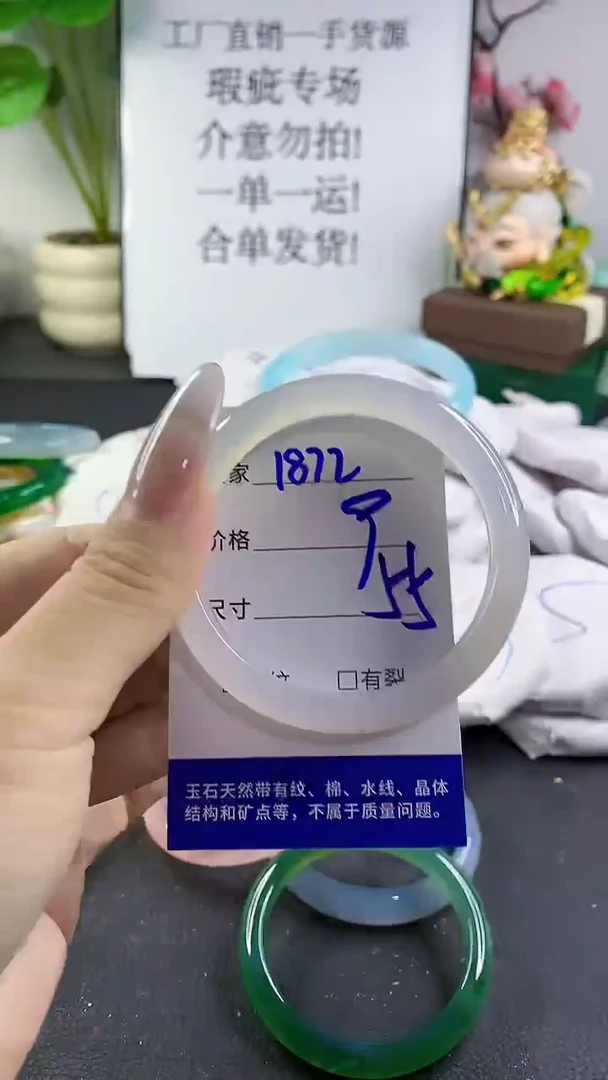 工厂直销一手货源
瑕疵专场
介意勿拍!
一单一运!
合单发货!
家 1872
价格
尺寸 55
□有裂
玉石天然带有纹、棉、水线、晶体
结构和矿点等，不属于质量问题。